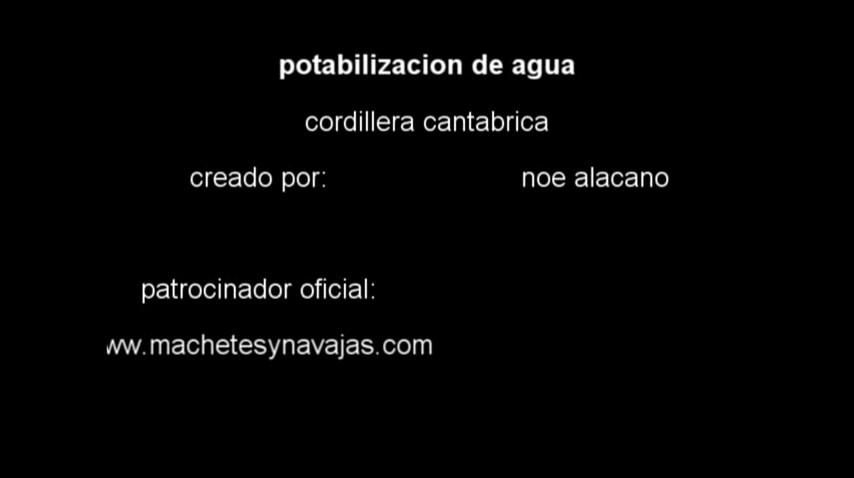 potabilizacion de agua
cordillera cantabrica
creado por: noe alacano
patrocinador oficial:
ww.machetesynavajas.com